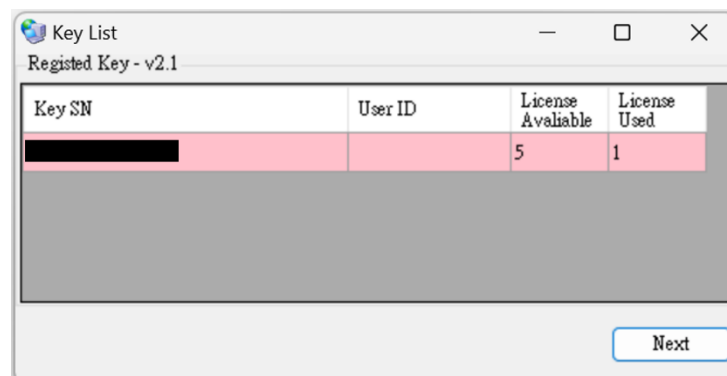 Key List
Registed Key - v2.1
Key SN User ID License Avaliable License Used
5 1
Next